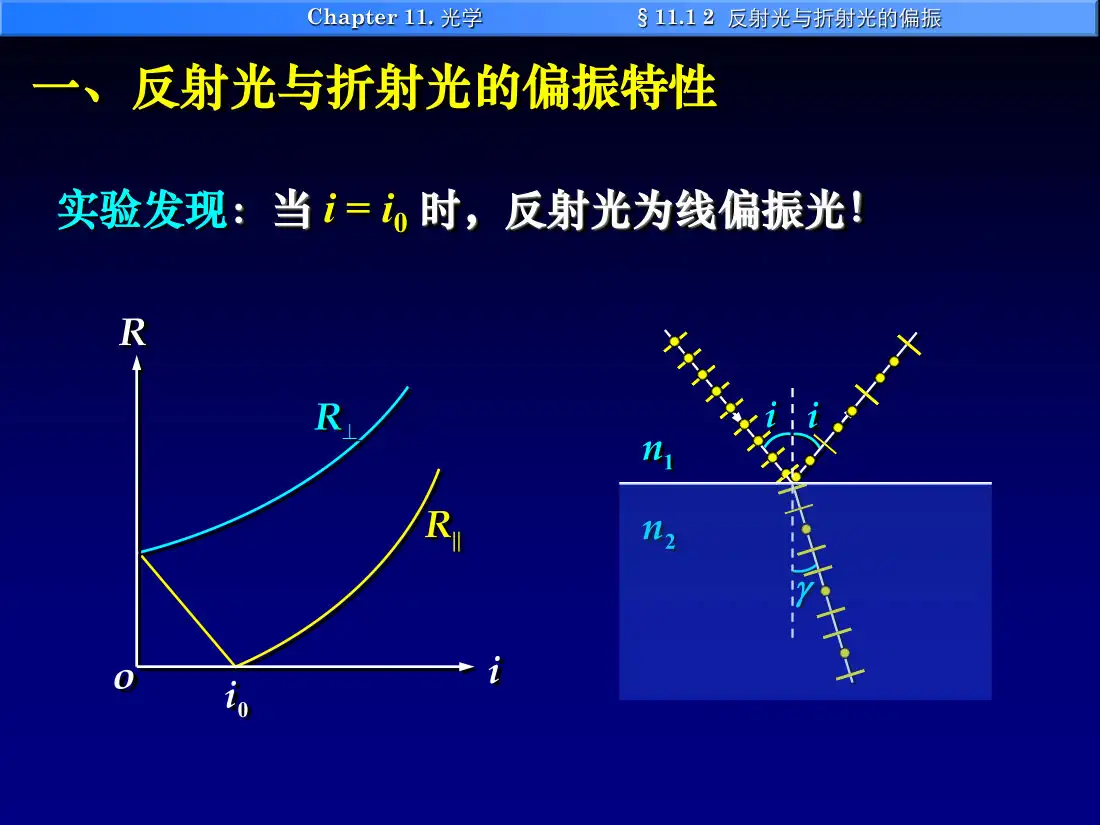 Chapter 11. 光学 § 11.1 2 反射光与折射光的偏振
一、反射光与折射光的偏振特性
实验发现：当 i = i₀ 时，反射光为线偏振光！
R
R⊥
R∥
o
i₀
i
i i
n₁
n₂
γ